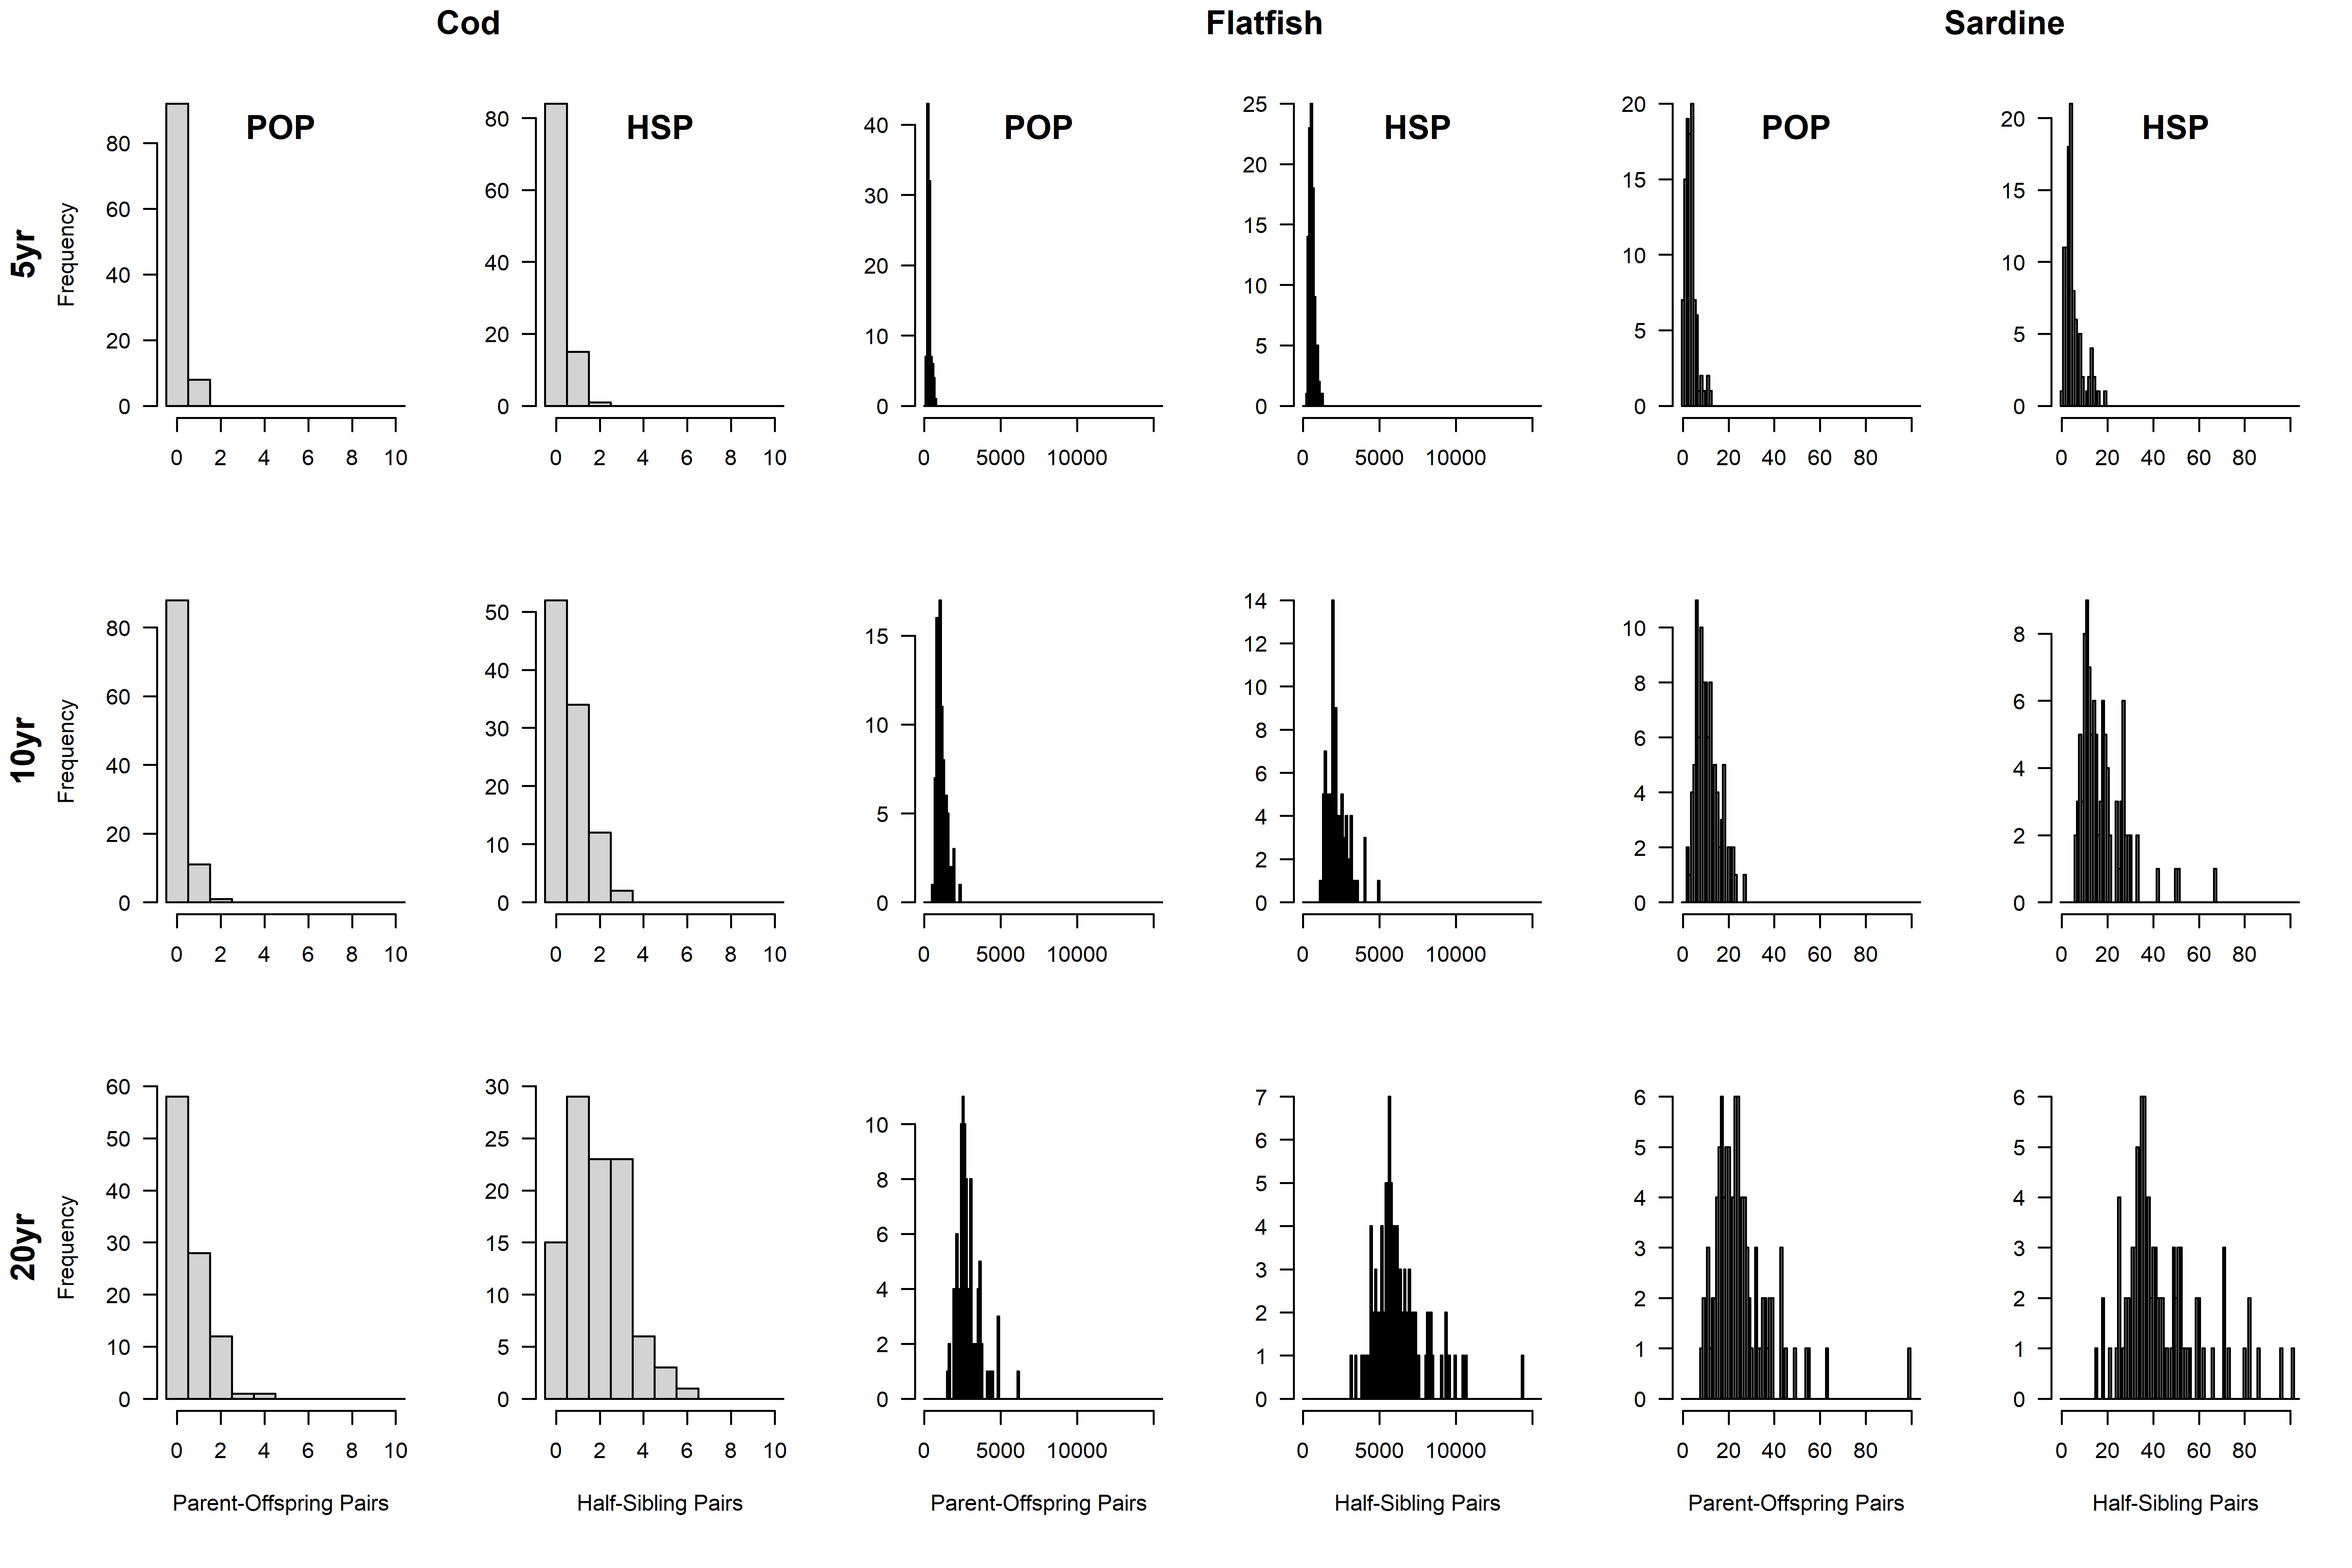 Cod Flatfish Sardine
POP HSP POP HSP POP HSP
5yr
Frequency
0 20 40 60 80
0 20 40 60 80
0 10 20 30 40
0 5 10 15 20 25
0 5 10 15 20
0 5 10 15 20
0 2 4 6 8 10
0 2 4 6 8 10
0 5000 10000
0 5000 10000
0 20 40 60 80
0 20 40 60 80
10yr
Frequency
0 20 40 60 80
0 10 20 30 40 50
0 5 10 15
0 2 4 6 8 10 12 14
0 2 4 6 8 10
0 2 4 6 8
0 2 4 6 8 10
0 2 4 6 8 10
0 5000 10000
0 5000 10000
0 20 40 60 80
0 20 40 60 80
20yr
Frequency
0 10 20 30 40 50 60
0 5 10 15 20 25 30
0 2 4 6 8 10
0 1 2 3 4 5 6 7
0 1 2 3 4 5 6
0 1 2 3 4 5 6
0 2 4 6 8 10
0 2 4 6 8 10
0 5000 10000
0 5000 10000
0 20 40 60 80
0 20 40 60 80
Parent-Offspring Pairs
Half-Sibling Pairs
Parent-Offspring Pairs
Half-Sibling Pairs
Parent-Offspring Pairs
Half-Sibling Pairs